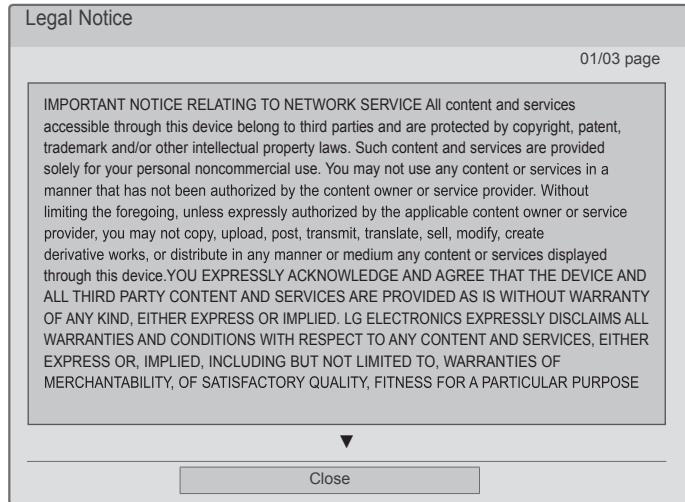 Legal Notice
01/03 page
IMPORTANT NOTICE RELATING TO NETWORK SERVICE All content and services
accessible through this device belong to third parties and are protected by copyright, patent,
trademark and/or other intellectual property laws. Such content and services are provided
solely for your personal noncommercial use. You may not use any content or services in a
manner that has not been authorized by the content owner or service provider. Without
limiting the foregoing, unless expressly authorized by the applicable content owner or service
provider, you may not copy, upload, post, transmit, translate, sell, modify, create
derivative works, or distribute in any manner or medium any content or services displayed
through this device.YOU EXPRESSLY ACKNOWLEDGE AND AGREE THAT THE DEVICE AND
ALL THIRD PARTY CONTENT AND SERVICES ARE PROVIDED AS IS WITHOUT WARRANTY
OF ANY KIND, EITHER EXPRESS OR IMPLIED. LG ELECTRONICS EXPRESSLY DISCLAIMS ALL
WARRANTIES AND CONDITIONS WITH RESPECT TO ANY CONTENT AND SERVICES, EITHER
EXPRESS OR, IMPLIED, INCLUDING BUT NOT LIMITED TO, WARRANTIES OF
MERCHANTABILITY, OF SATISFACTORY QUALITY, FITNESS FOR A PARTICULAR PURPOSE
▼
Close